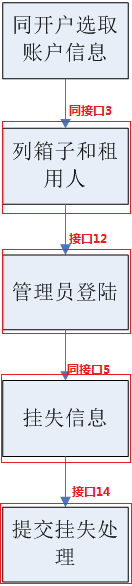 同开户选取
账户信息
同接口3
列箱子和租
用人
接口12
管理员登陆
同接口5
挂失信息
接口14
提交挂失处
理